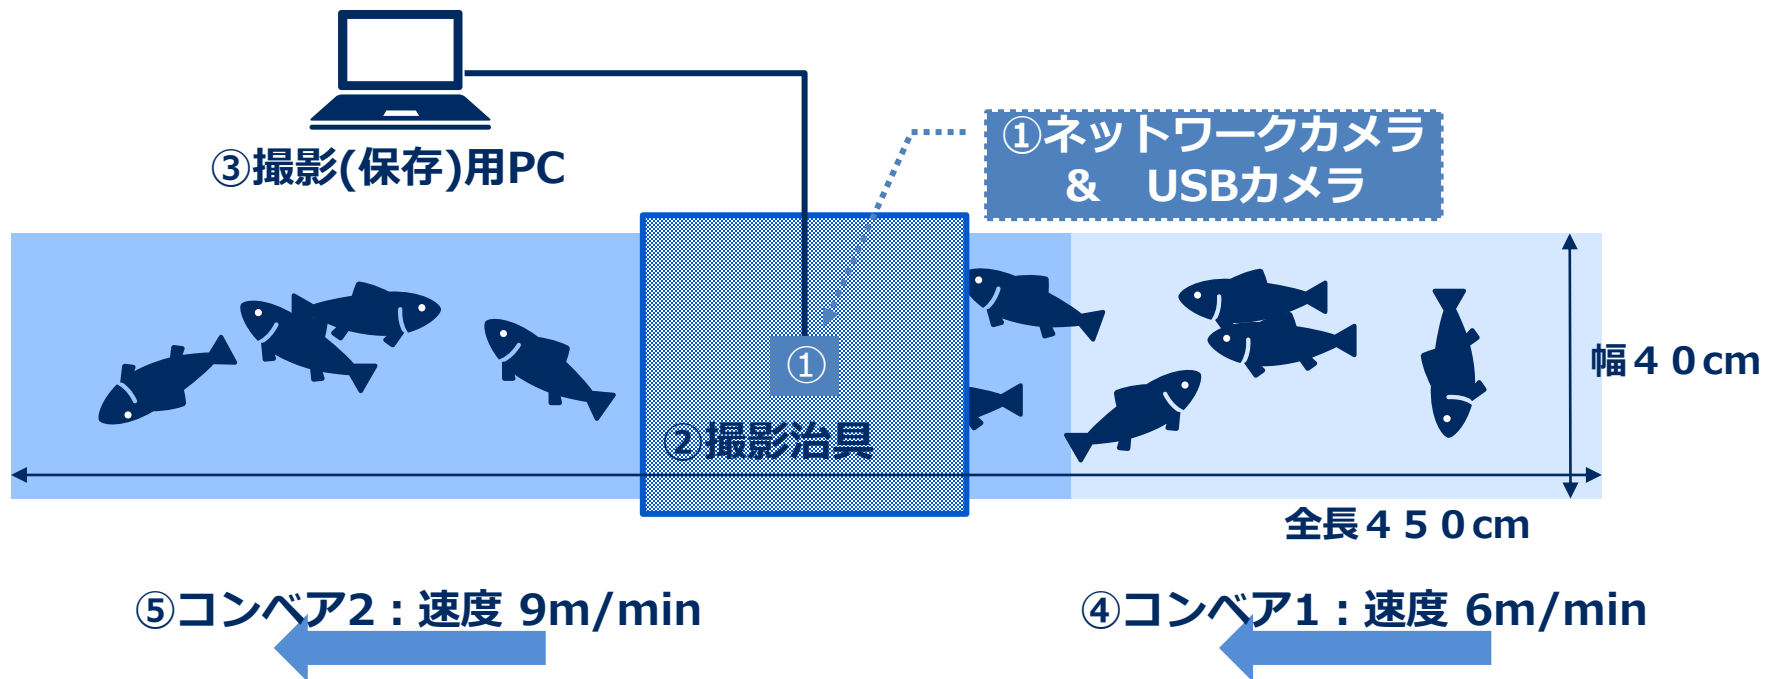 ③撮影(保存)用PC
①ネットワークカメラ
&　USBカメラ
①
②撮影治具
幅４０cm
全長４５０cm
⑤コンベア2：速度 9m/min
④コンベア1：速度 6m/min